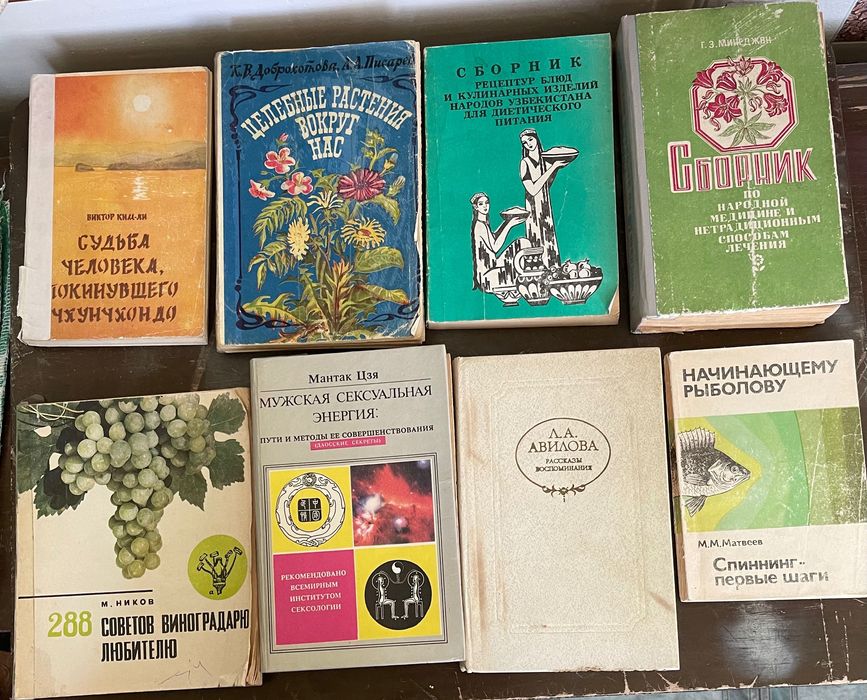 ВИКТОР КИМ-ЛИ
СУДЬБА
ЧЕЛОВЕКА,
ПОКИНУВШЕГО
ЧХУНЧХОНДО
К.В. Доброхотова, А.А. Писарев
ЦЕЛЕБНЫЕ РАСТЕНИЯ
ВОКРУГ
НАС
СБОРНИК
РЕЦЕПТУР БЛЮД
И КУЛИНАРНЫХ ИЗДЕЛИЙ
НАРОДОВ УЗБЕКИСТАНА
ДЛЯ ДИЕТИЧЕСКОГО
ПИТАНИЯ
Г. З. МИНЕДЖЯН
СБОРНИК
ПО
НАРОДНОЙ
МЕДИЦИНЕ И
НЕТРАДИЦИОННЫМ
СПОСОБАМ
ЛЕЧЕНИЯ
М. НИКОВ
288 СОВЕТОВ ВИНОГРАДАРЮ
ЛЮБИТЕЛЮ
Мантак Цзя
МУЖСКАЯ СЕКСУАЛЬНАЯ
ЭНЕРГИЯ:
ПУТИ И МЕТОДЫ ЕЕ СОВЕРШЕНСТВОВАНИЯ
(ДАОССКИЕ СЕКРЕТЫ)
РЕКОМЕНДОВАНО
ВСЕМИРНЫМ
ИНСТИТУТОМ
СЕКСОЛОГИИ
Л. А.
АВИЛОВА
РАССКАЗЫ
ВОСПОМИНАНИЯ
НАЧИНАЮЩЕМУ
РЫБОЛОВУ
М. М. Матвеев
Спиннинг--
первые шаги